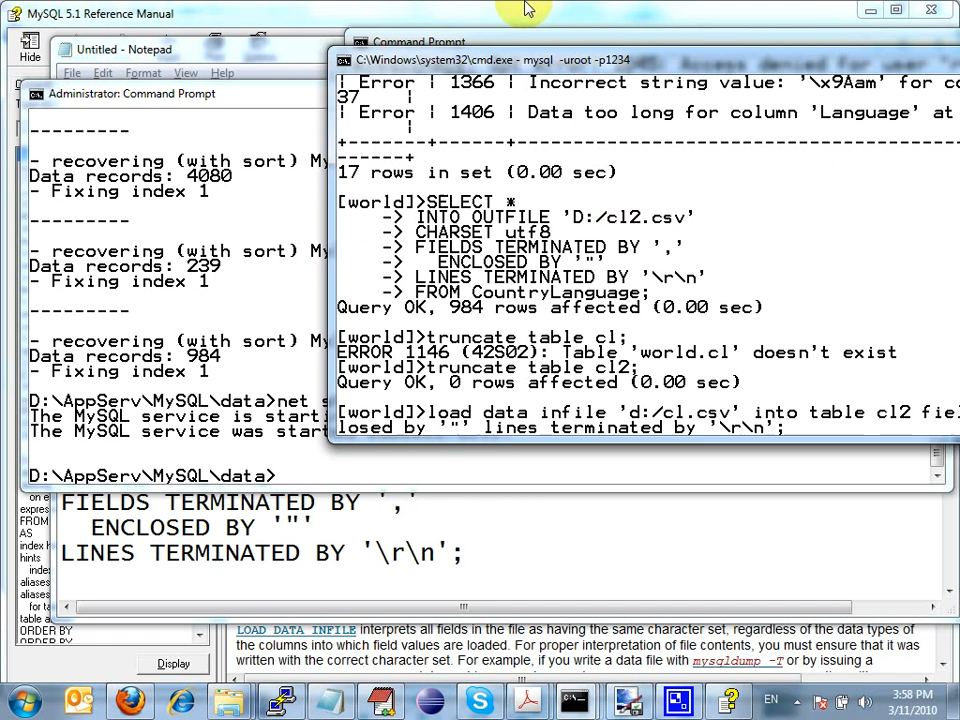 MySQL 5.1 Reference Manual
Hide
Untitled - Notepad
File Edit Format View Help
Command Prompt
Administrator: Command Prompt
---------
- recovering (with sort)
Data records: 4080
- Fixing index 1
---------
- recovering (with sort)
Data records: 239
- Fixing index 1
---------
- recovering (with sort)
Data records: 984
- Fixing index 1
D:\AppServ\MySQL\data>net
The MySQL service is
The MySQL service was
D:\AppServ\MySQL\data>
C:\Windows\system32\cmd.exe - mysql -uroot -p1234
| Error | 1366 | Incorrect string value: '\x9Aam' for
37 |
| Error | 1406 | Data too long for column 'Language' at
|
+-------+------+---------------------------
------+
17 rows in set (0.00 sec)
[world]>SELECT *
-> INTO OUTFILE 'D:/cl2.csv'
-> CHARSET utf8
-> FIELDS TERMINATED BY ','
-> ENCLOSED BY '"'
-> LINES TERMINATED BY '\r\n'
-> FROM CountryLanguage;
Query OK, 984 rows affected (0.00 sec)
[world]>truncate table cl;
ERROR 1146 (42S02): Table 'world.cl' doesn't exist
[world]>truncate table cl2;
Query OK, 0 rows affected (0.00 sec)
[world]>load data infile 'd:/cl.csv' into table cl2 fiel
losed by '"' lines terminated by '\r\n';
FIELDS TERMINATED BY ','
ENCLOSED BY '"'
LINES TERMINATED BY '\r\n';
on e
expres
FROM
AS
index h
hints
aliases
aliases
for ta
table a
ORDER BY
Display
LOAD DATA INFILE interprets all fields in the file as having the same character set, regardless of the data types of
the columns into which field values are loaded. For proper interpretation of file contents, you must ensure that it was
written with the correct character set. For example, if you write a data file with mysqldump -T or by issuing a
EN
3:58 PM
3/11/2010